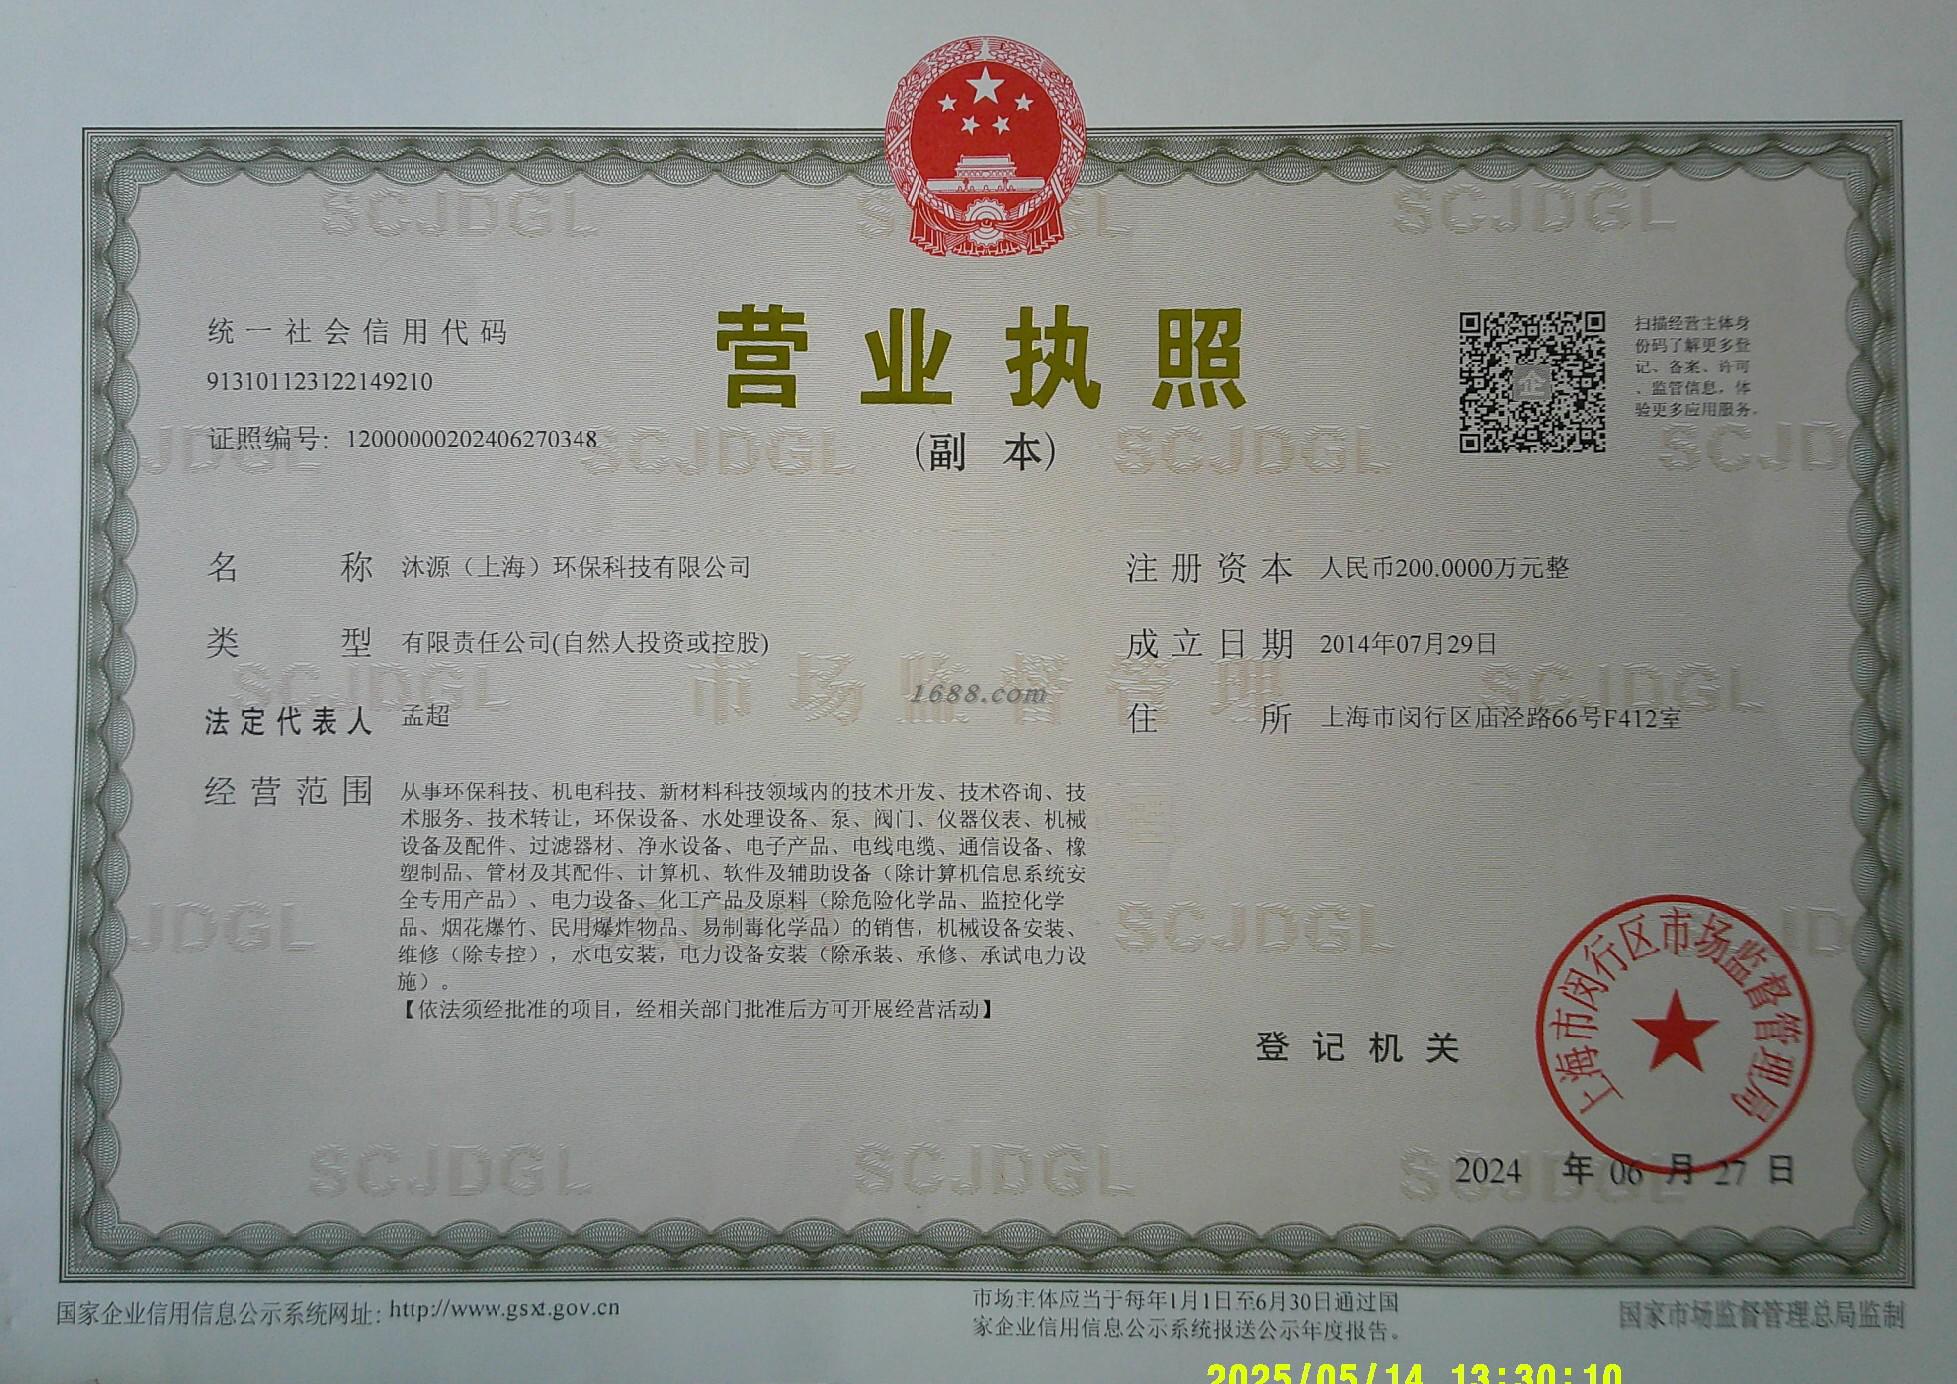 营业执照
(副 本)
统一社会信用代码
913101123122149210
证照编号: 12000000202406270348
扫描经营主体身
份码了解更多登
记、备案、许可
、监管信息，体
验更多应用服务。
名 称 沐源（上海）环保科技有限公司
类 型 有限责任公司(自然人投资或控股)
法定代表人 孟超
经营范围 从事环保科技、机电科技、新材料科技领域内的技术开发、技术咨询、技
术服务、技术转让，环保设备、水处理设备、泵、阀门、仪器仪表、机械
设备及配件、过滤器材、净水设备、电子产品、电线电缆、通信设备、橡
塑制品、管材及其配件、计算机、软件及辅助设备（除计算机信息系统安
全专用产品）、电力设备、化工产品及原料（除危险化学品、监控化学
品、烟花爆竹、民用爆炸物品、易制毒化学品）的销售，机械设备安装、
维修（除专控），水电安装，电力设备安装（除承装、承修、承试电力设
施）。
【依法须经批准的项目，经相关部门批准后方可开展经营活动】
注册资本 人民币200.0000万元整
成立日期 2014年07月29日
住 所 上海市闵行区庙泾路66号F412室
1688.com
市场监督管理
SCJDGL
登记机关
上海市闵行区市场监督管理局
2024 年 06 月 27 日
国家企业信用信息公示系统网址: http://www.gsxt.gov.cn
市场主体应当于每年1月1日至6月30日通过国
家企业信用信息公示系统报送公示年度报告。
国家市场监督管理总局监制
2025/05/14 13:30:10